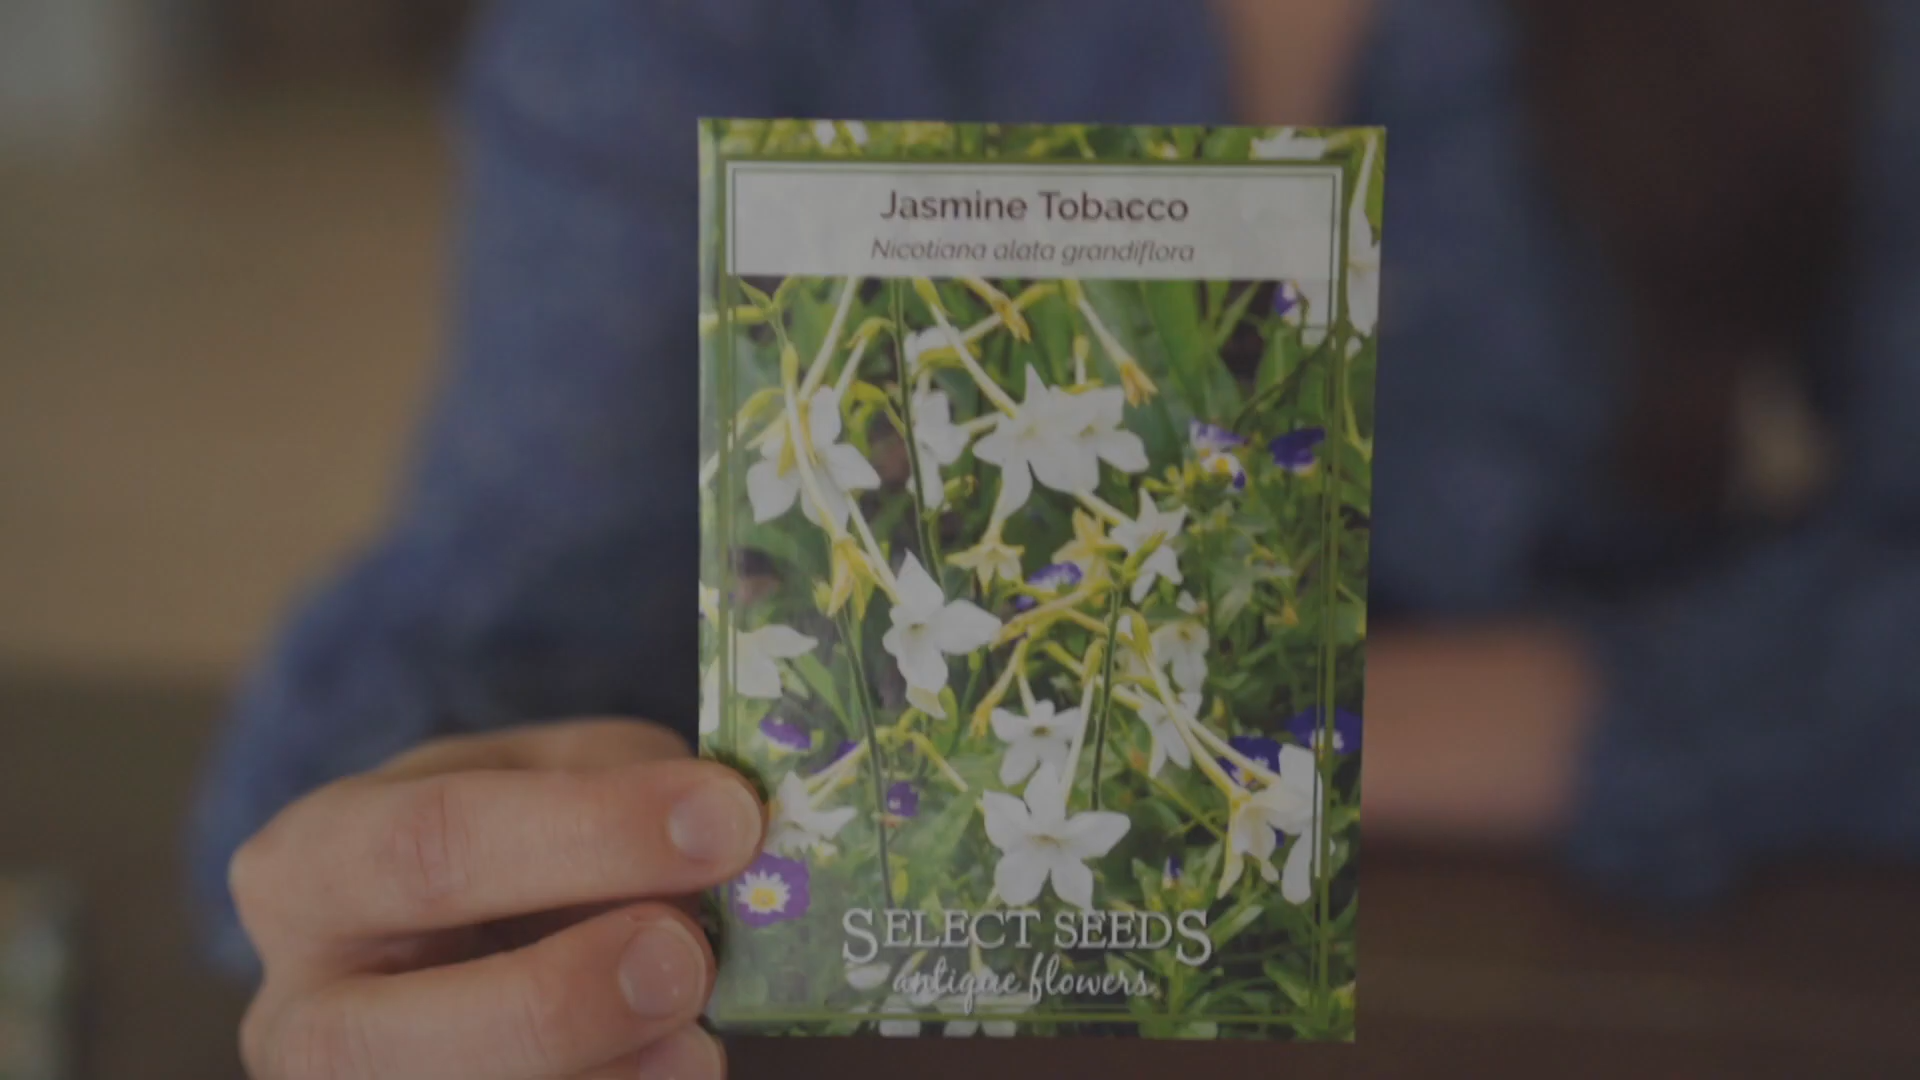 Jasmine Tobacco
Nicotiana alata grandiflora
SELECT SEEDS
antique flowers